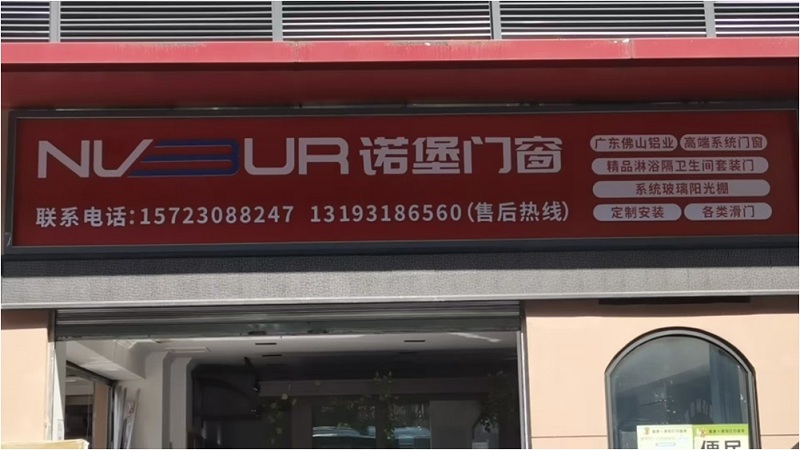 NUBUR 诺堡门窗
联系电话:15723088247 13193186560(售后热线)
广东佛山铝业 高端系统门窗
精品淋浴隔卫生间套装门
系统玻璃阳光棚
定制安装 各类滑门
便民